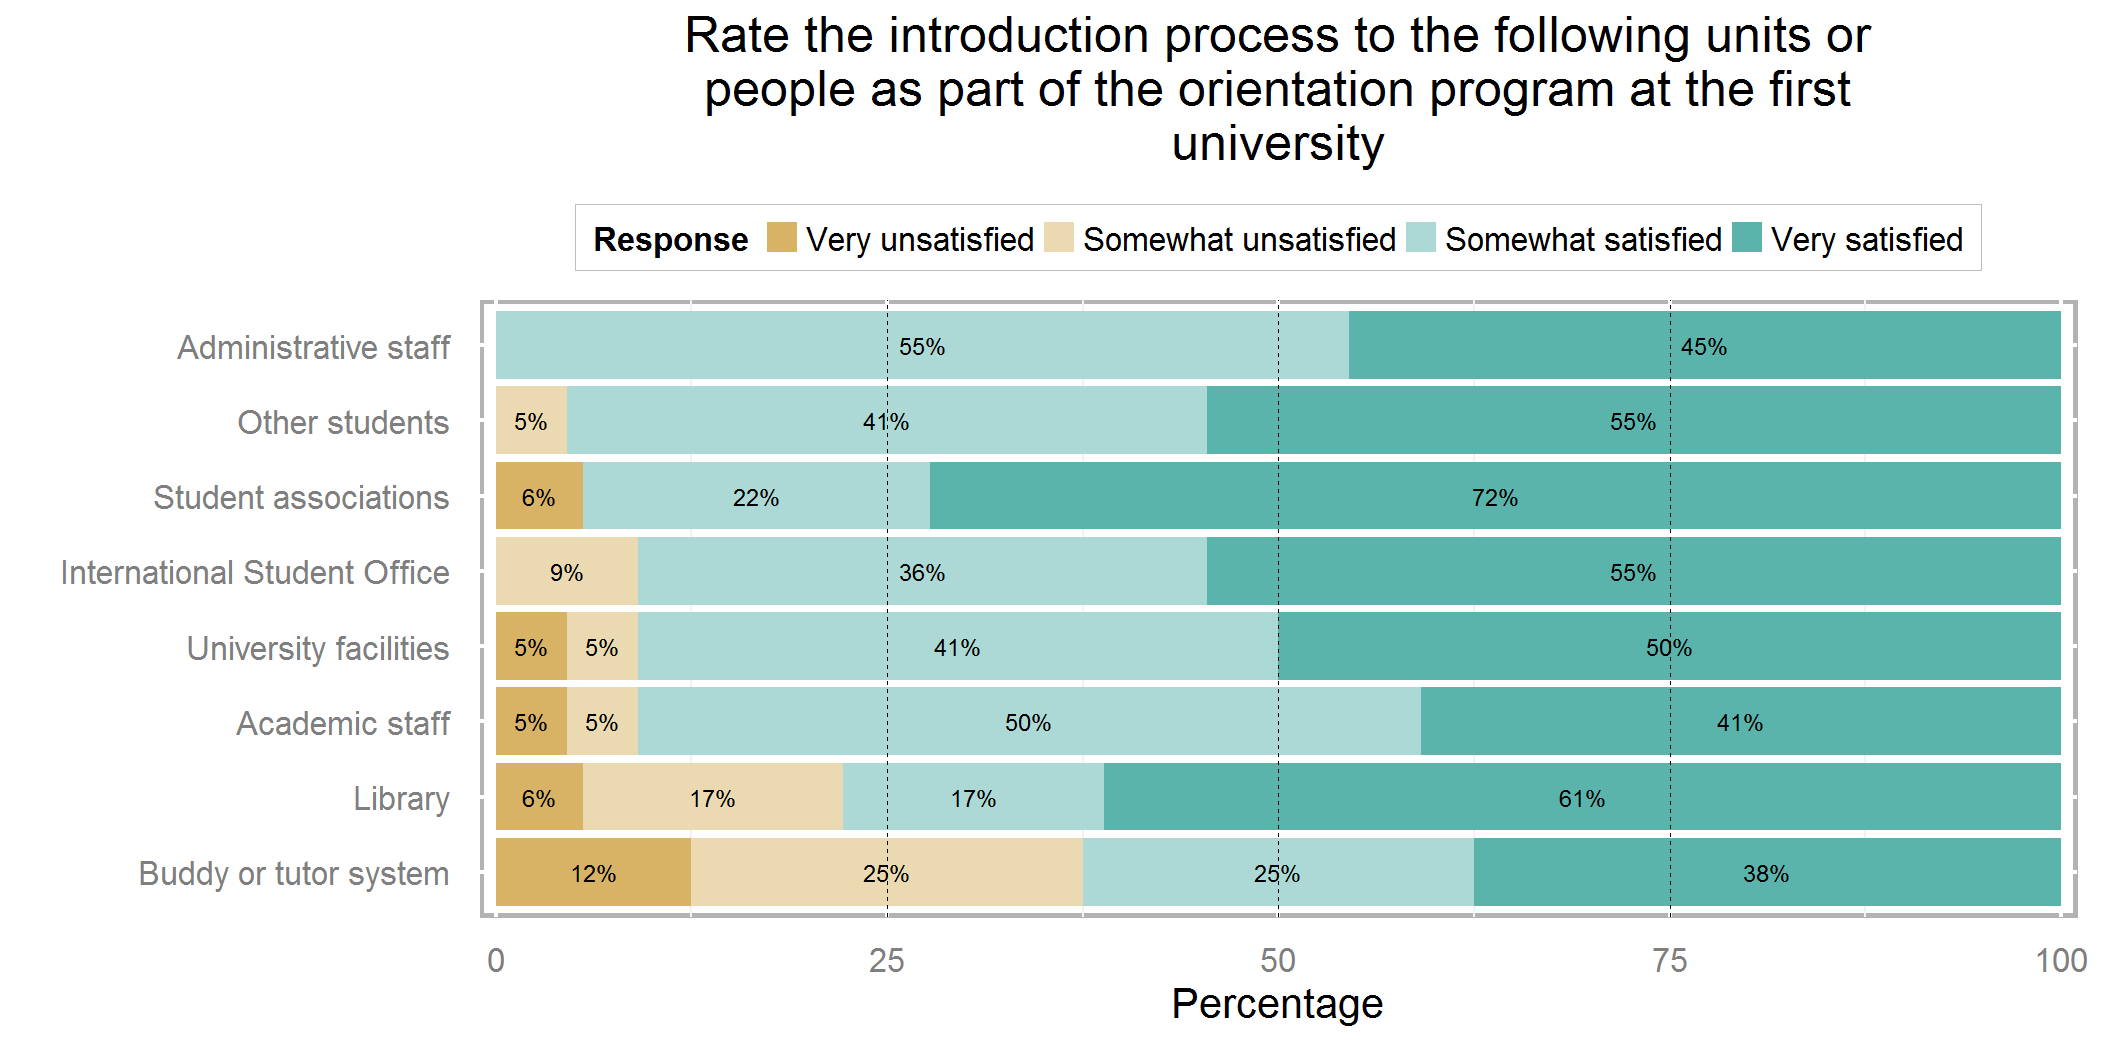 Rate the introduction process to the following units or
people as part of the orientation program at the first
university
Response Very unsatisfied Somewhat unsatisfied Somewhat satisfied Very satisfied
Administrative staff 55% 45%
Other students 5% 41% 55%
Student associations 6% 22% 72%
International Student Office 9% 36% 55%
University facilities 5% 5% 41% 50%
Academic staff 5% 5% 50% 41%
Library 6% 17% 17% 61%
Buddy or tutor system 12% 25% 25% 38%
0 25 50 75 100
Percentage